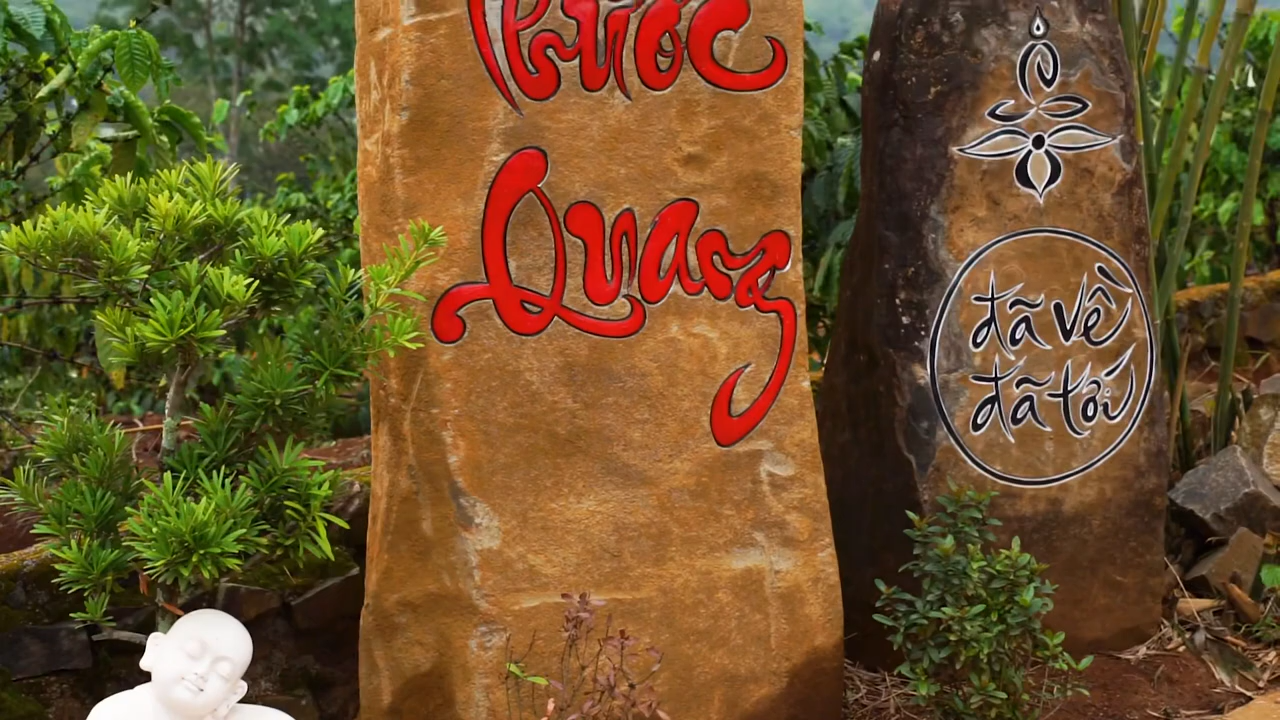 Phước
Quang
đã về
đã tới